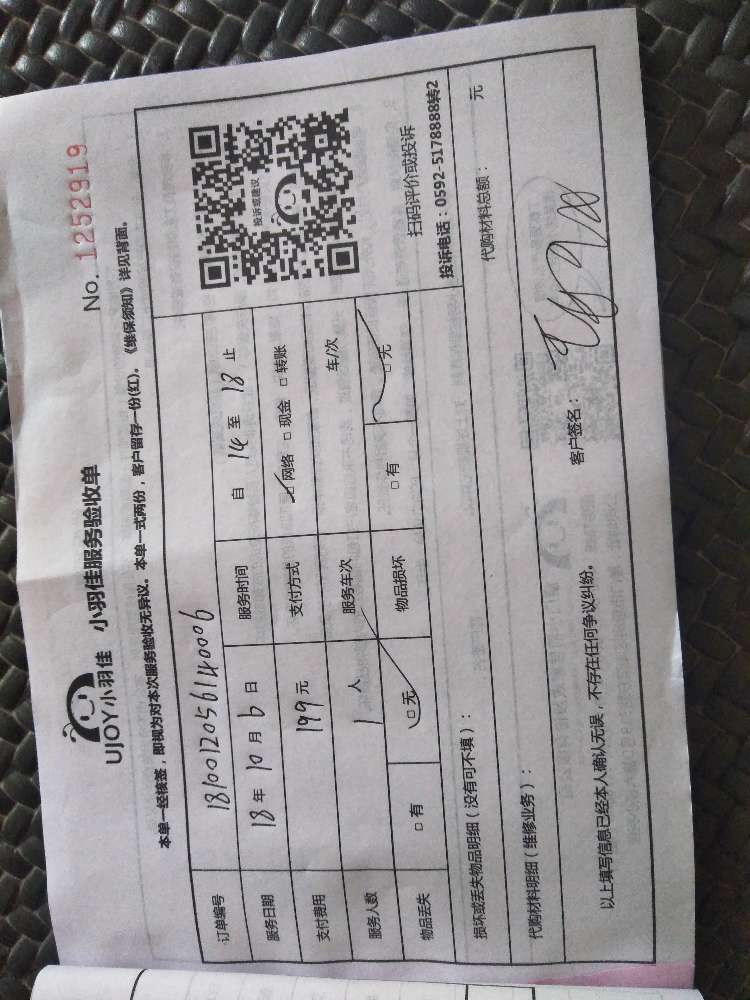 UJOY小羽佳 小羽佳服务验收单
No. 1252919
本单一经核签，即视为对本次服务验收无异议。本单一式两份，客户留存一份(红)。《维保须知》详见背面。
订单编号 1810012056140006
服务日期 18 年 10 月 6 日 服务时间 自 14 至 18 止
支付费用 199 元 支付方式 网络 现金 转账
服务人数 1 人 服务车次 车/次
物品丢失 有 无 物品损坏 有 无
投诉或建议
扫码评价或投诉
投诉电话：0592-5178888转2
损坏或丢失物品明细（没有可不填）：
代购材料明细（维修业务）： 代购材料总额： 元
以上填写信息已经本人确认无误，不存在任何争议纠纷。 客户签名：